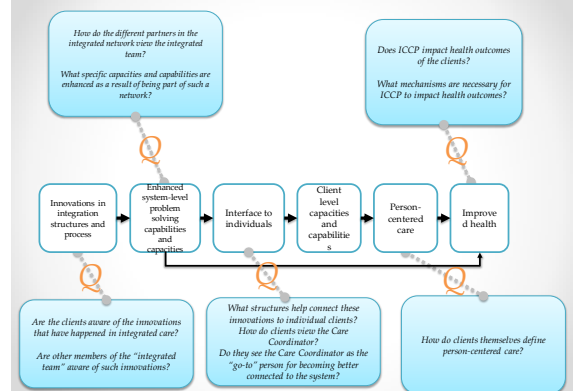 How do the different partners in the
integrated network view the integrated
team?
What specific capacities and capabilities are
enhanced as a result of being part of such a
network?
Does ICCP impact health outcomes
of the clients?
What mechanisms are necessary for
ICCP to impact health outcomes?
Q
Q
Innovations in
integration
structures and
process
Enhanced
system-level
problem
solving
capabilities
and
capacities
Interface to
individuals
Client
level
capacities
and
capabilitie
s
Person-
centered
care
Improve
d health
Q
Q
Q
Are the clients aware of the innovations
that have happened in integrated care?
Are other members of the "integrated
team" aware of such innovations?
What structures help connect these
innovations to individual clients?
How do clients view the Care
Coordinator?
Do they see the Care Coordinator as the
"go-to" person for becoming better
connected to the system?
How do clients themselves define
person-centered care?